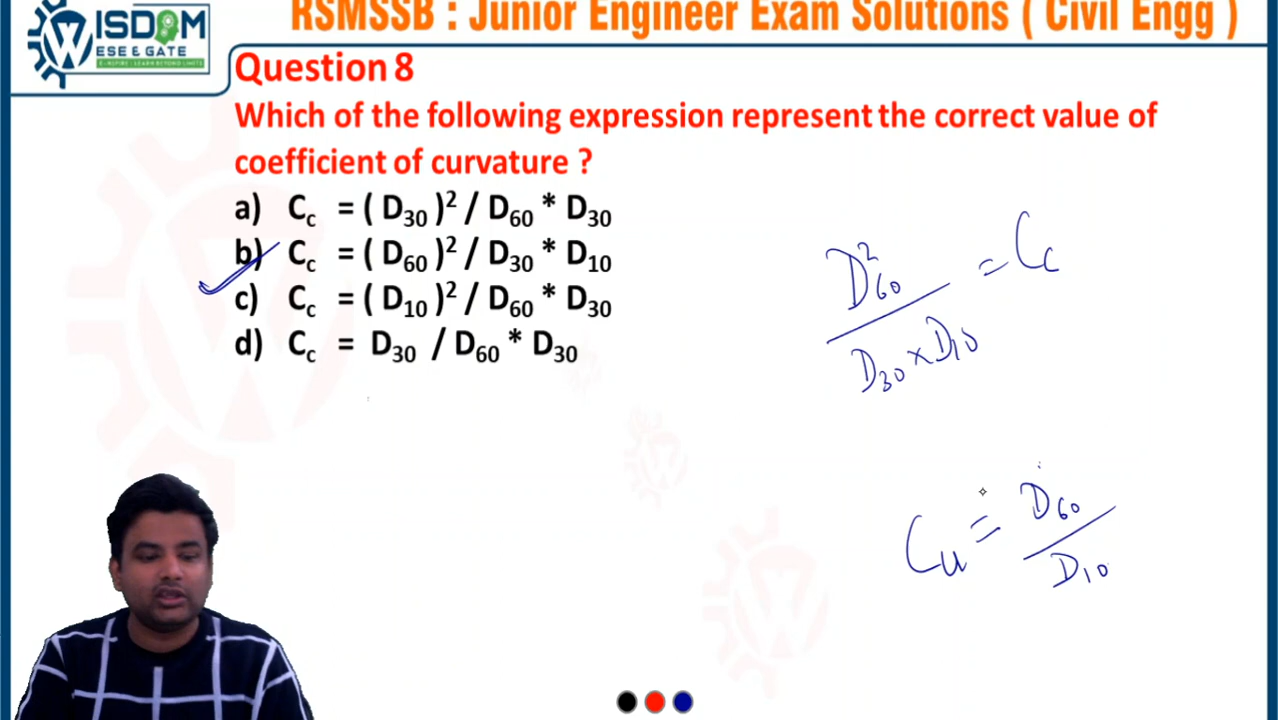 RSMSSB : Junior Engineer Exam Solutions ( Civil Engg )
WISDOM
ESE & GATE
Question 8
Which of the following expression represent the correct value of
coefficient of curvature ?
a) Cc = ( D30 )² / D60 * D30
b) Cc = ( D60 )² / D30 * D10
c) Cc = ( D10 )² / D60 * D30
d) Cc = D30 / D60 * D30
D²60 / D30 × D10 = Cc
Cu = D60 / D10